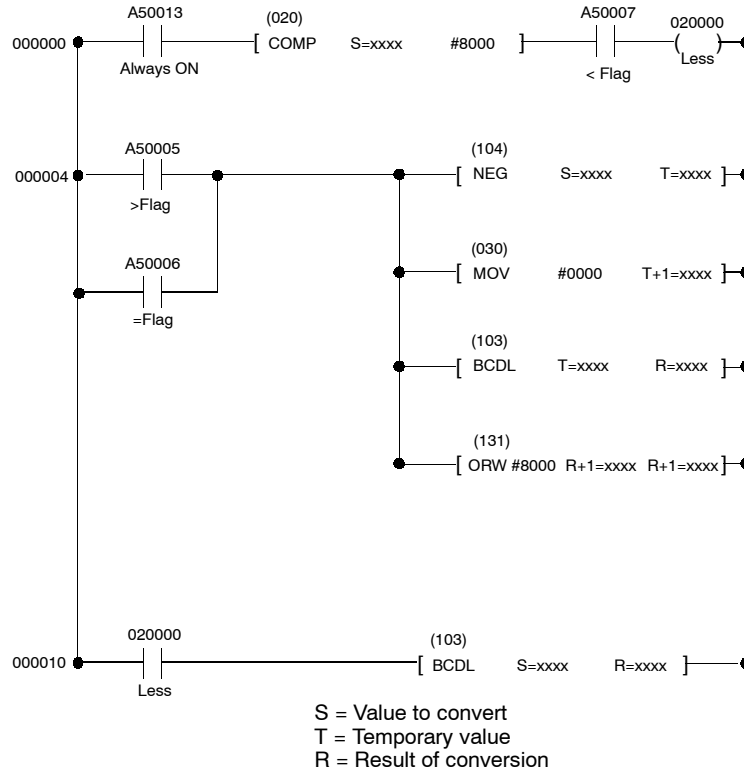 A50013
(020)
A50007
020000
000000
[ COMP S=xxxx #8000 ]
( )
Always ON
< Flag
Less
A50005
(104)
000004
[ NEG S=xxxx T=xxxx ]
>Flag
A50006
(030)
[ MOV #0000 T+1=xxxx ]
=Flag
(103)
[ BCDL T=xxxx R=xxxx ]
(131)
[ ORW #8000 R+1=xxxx R+1=xxxx ]
020000
(103)
000010
[ BCDL S=xxxx R=xxxx ]
Less
S = Value to convert
T = Temporary value
R = Result of conversion